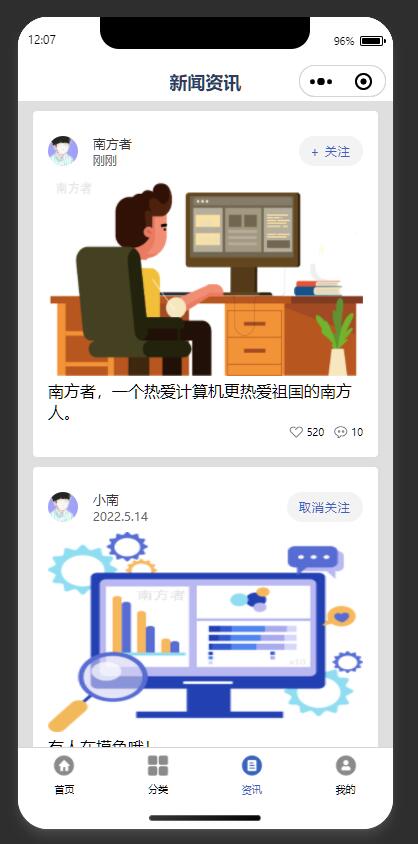 12:07
96%
新闻资讯
南方者
刚刚
+ 关注
南方者
南方者，一个热爱计算机更热爱祖国的南方
人。
520
10
小南
2022.5.14
取消关注
南方者
有人在摸鱼哦！
首页
分类
资讯
我的